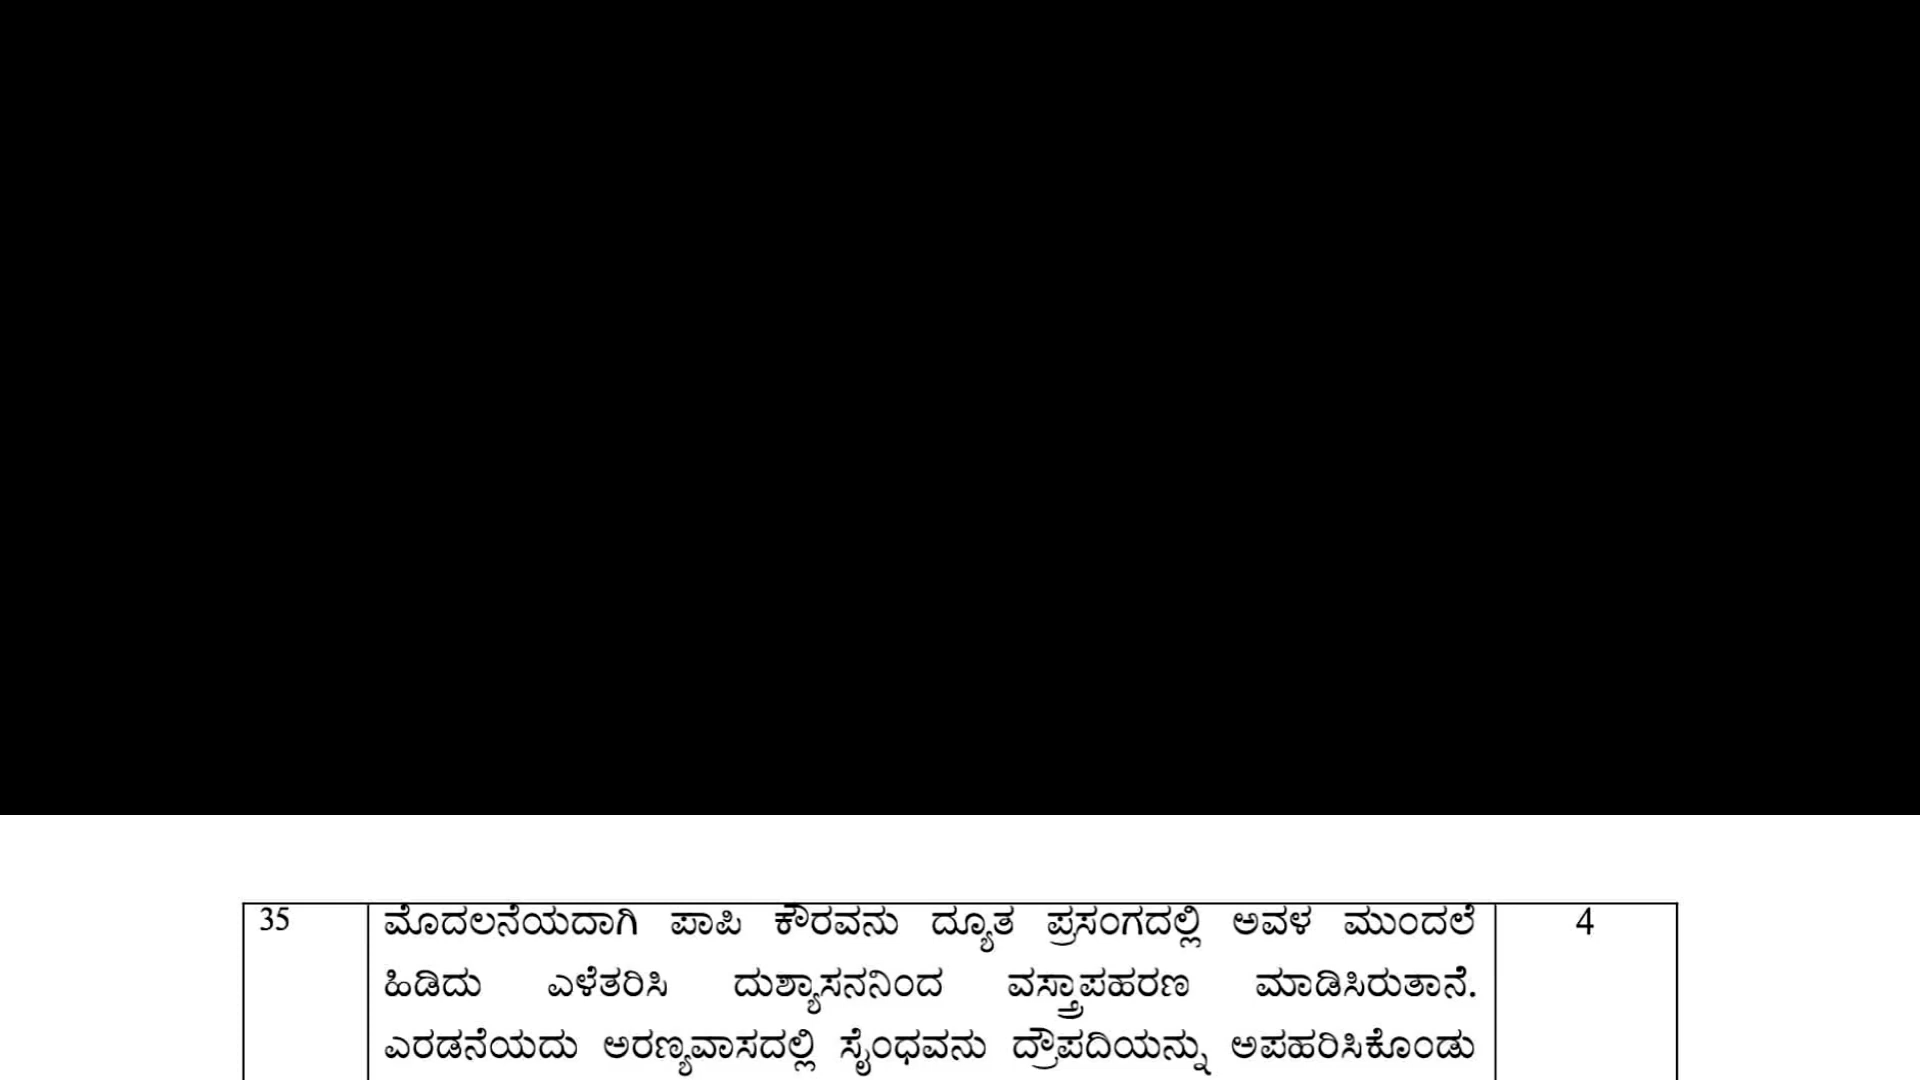 35 ಮೊದಲನೆಯದಾಗಿ ಪಾಪಿ ಕೌರವನು ದ್ಯೂತ ಪ್ರಸಂಗದಲ್ಲಿ ಅವಳ ಮುಂದಲೆ 4
ಹಿಡಿದು ಎಳೆತರಿಸಿ ದುಶ್ಯಾಸನನಿಂದ ವಸ್ತ್ರಾಪಹರಣ ಮಾಡಿಸಿರುತಾನೆ.
ಎರಡನೆಯದು ಅರಣ್ಯವಾಸದಲ್ಲಿ ಸೈಂಧವನು ದ್ರೌಪದಿಯನ್ನು ಅಪಹರಿಸಿಕೊಂಡು